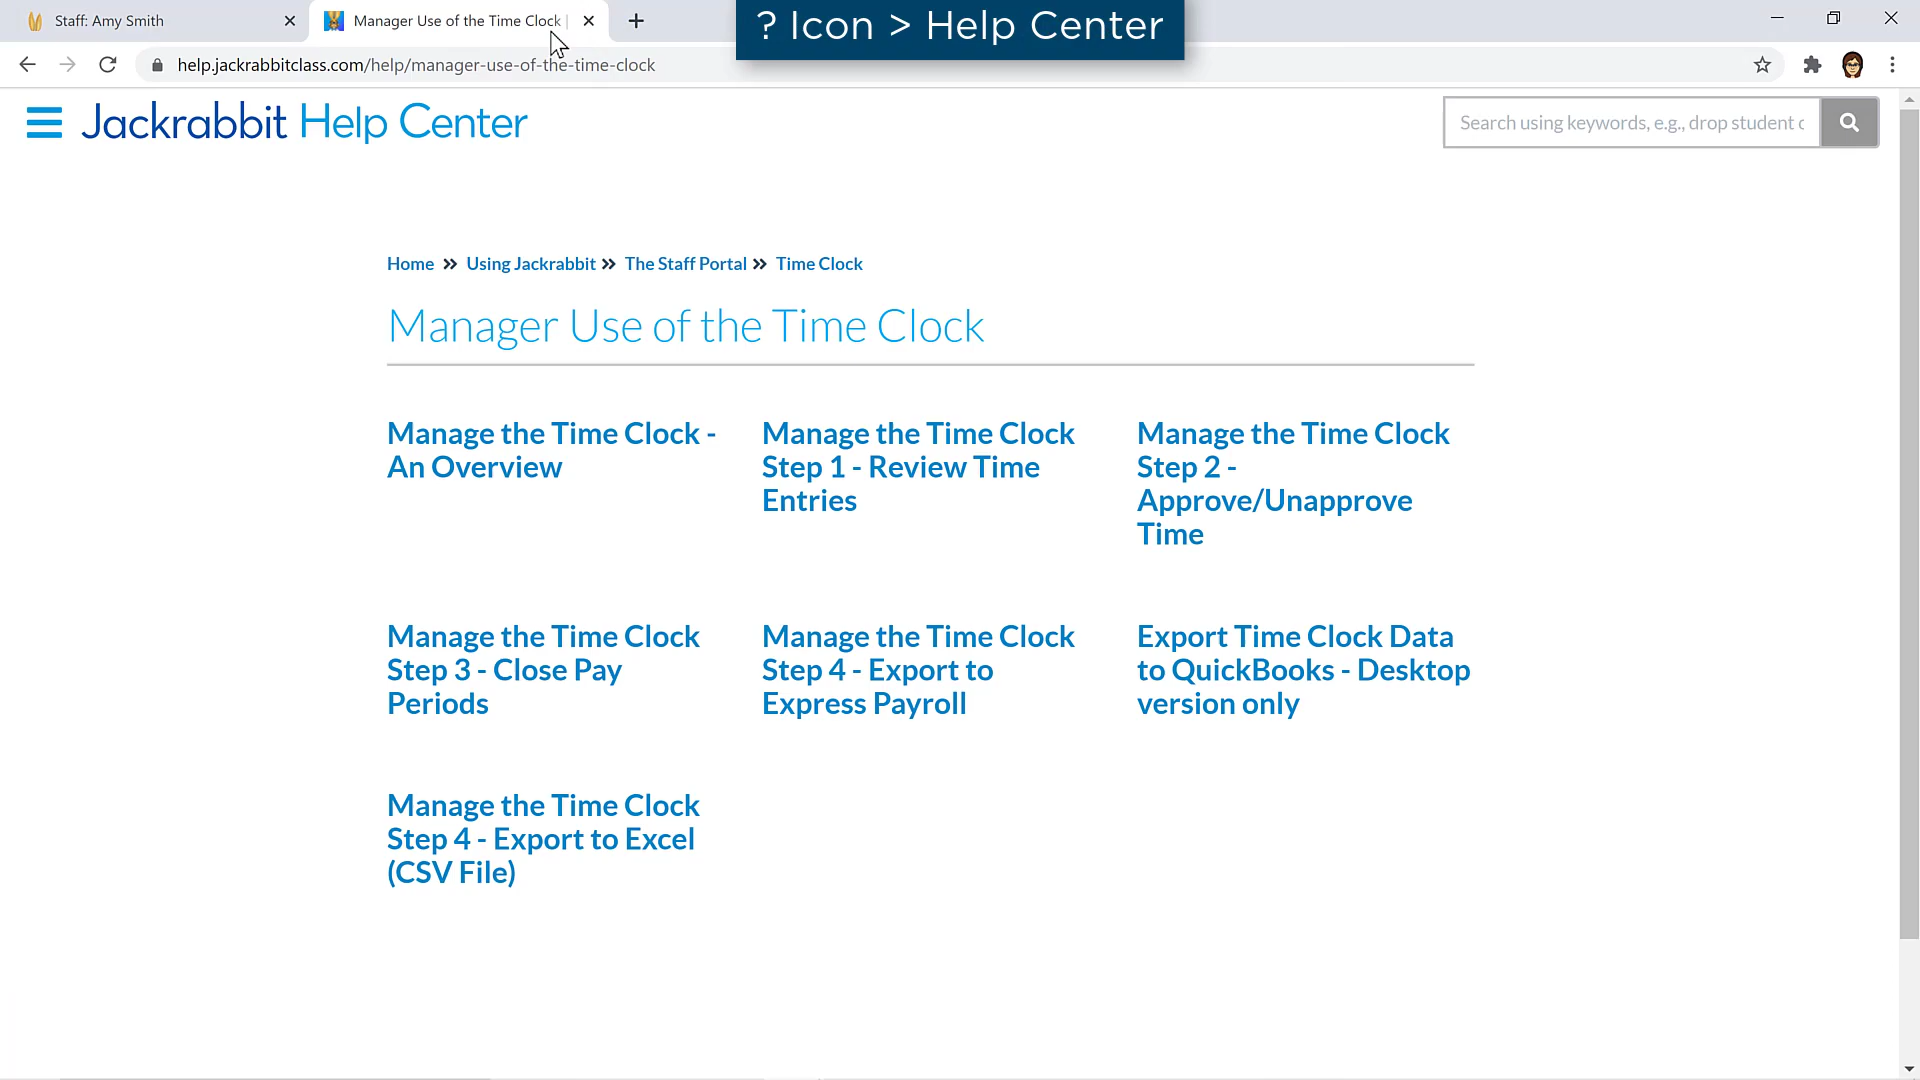 Staff: Amy Smith
Manager Use of the Time Clock |
? Icon > Help Center
help.jackrabbitclass.com/help/manager-use-of-the-time-clock
Jackrabbit Help Center
Search using keywords, e.g., drop student c
Home » Using Jackrabbit » The Staff Portal » Time Clock
Manager Use of the Time Clock
Manage the Time Clock -
An Overview
Manage the Time Clock
Step 1 - Review Time
Entries
Manage the Time Clock
Step 2 -
Approve/Unapprove
Time
Manage the Time Clock
Step 3 - Close Pay
Periods
Manage the Time Clock
Step 4 - Export to
Express Payroll
Export Time Clock Data
to QuickBooks - Desktop
version only
Manage the Time Clock
Step 4 - Export to Excel
(CSV File)